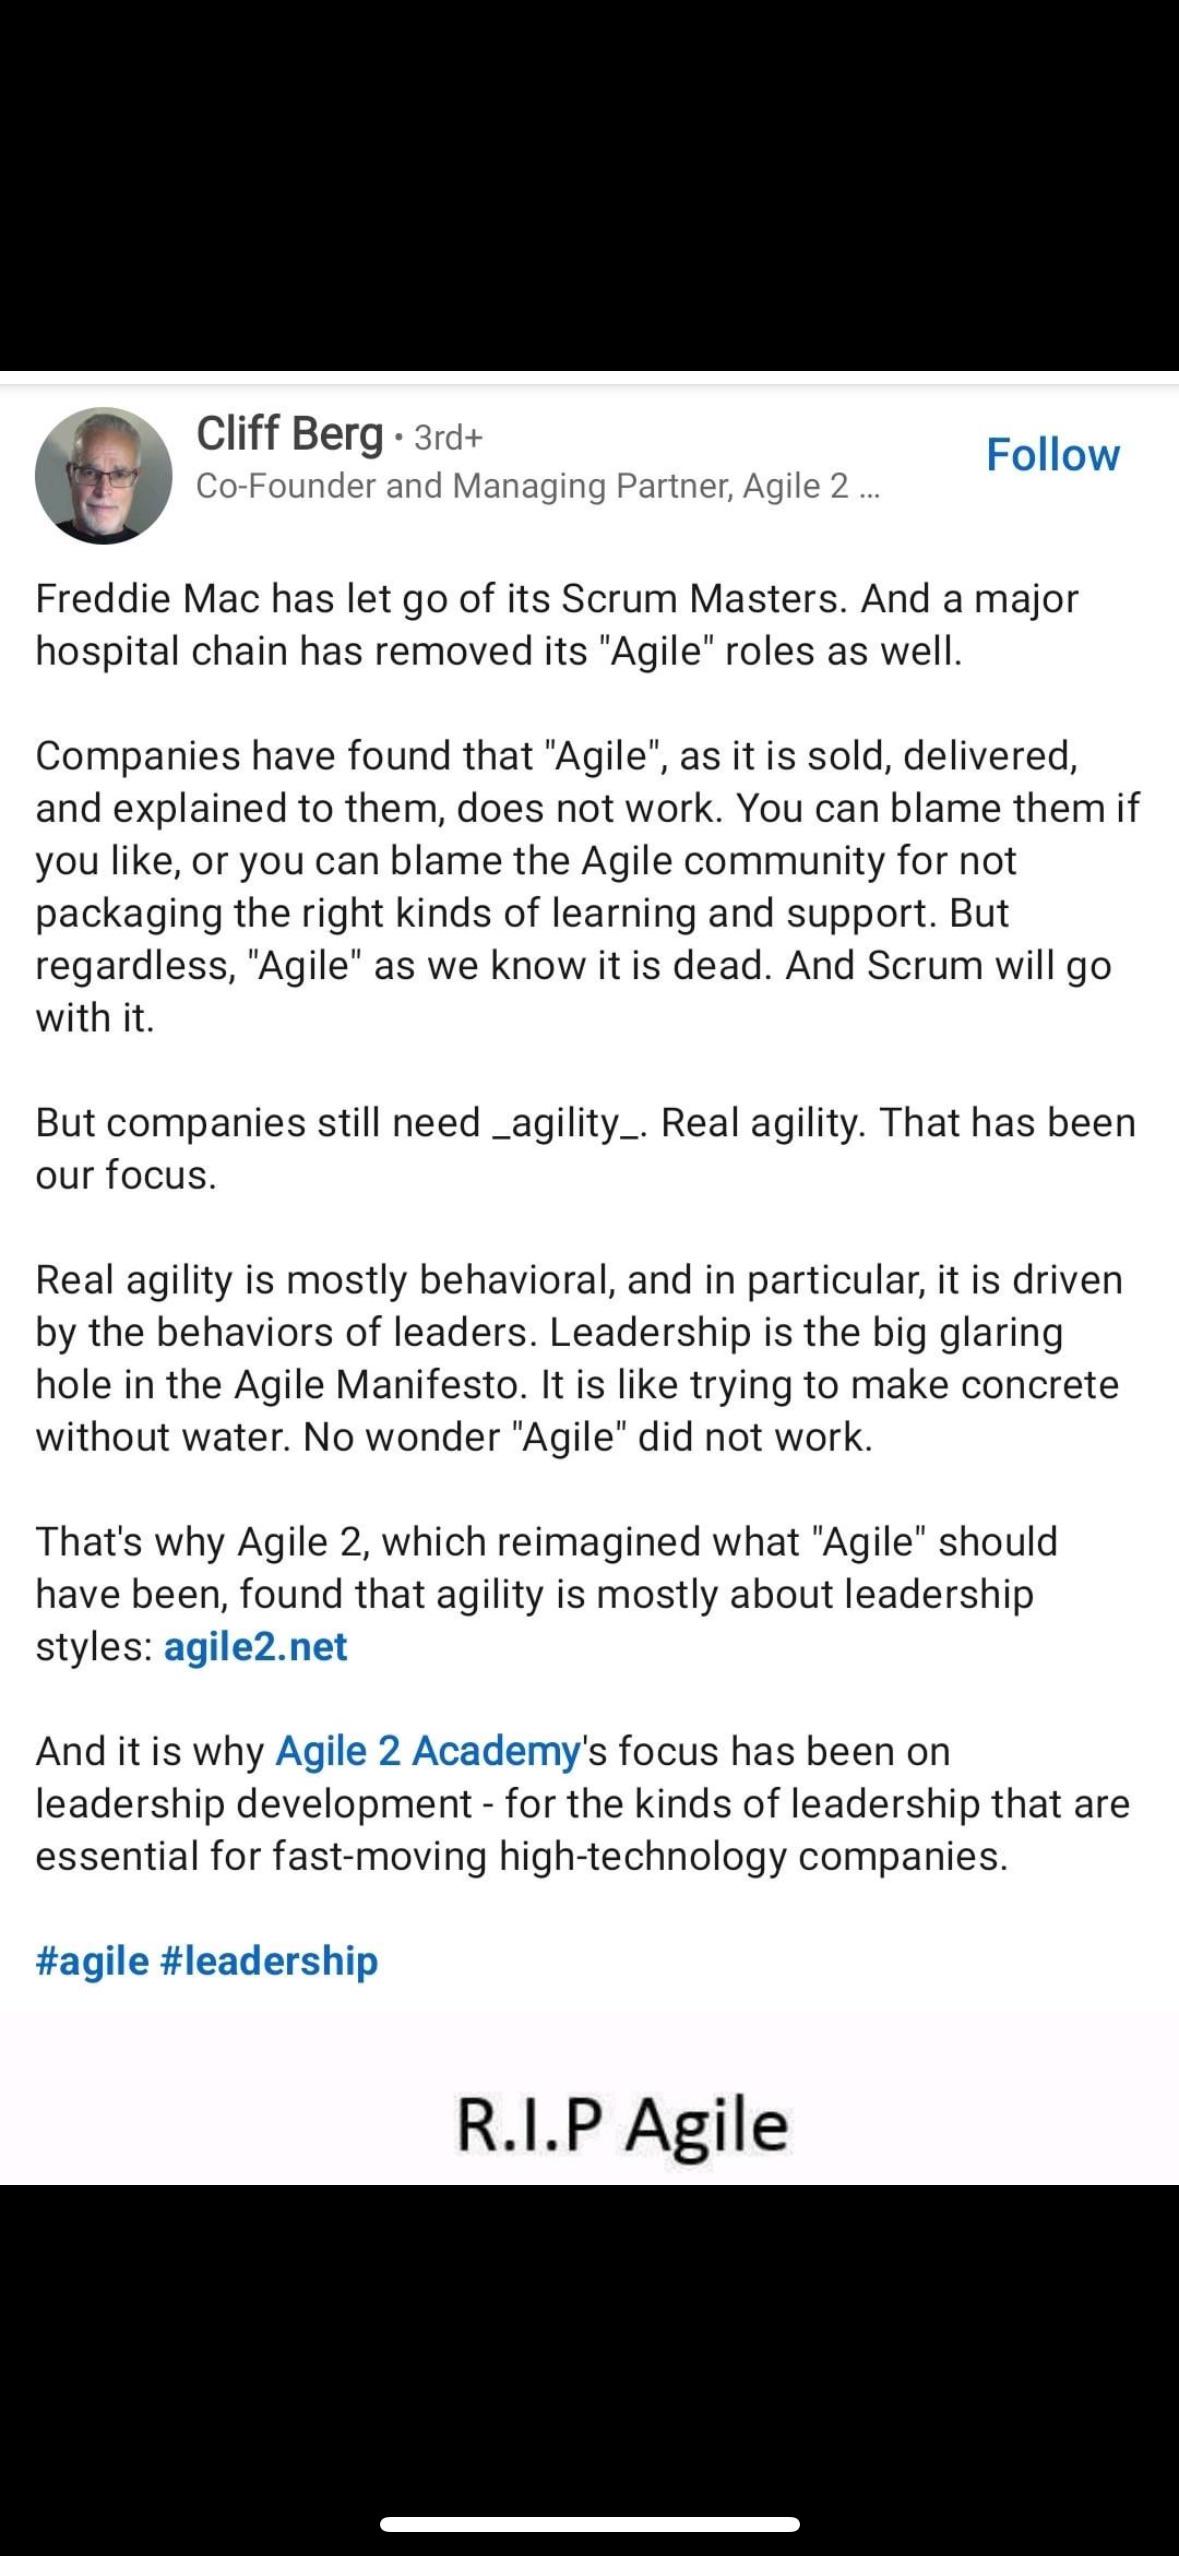 Cliff Berg • 3rd+
Co-Founder and Managing Partner, Agile 2 ...
Follow
Freddie Mac has let go of its Scrum Masters. And a major
hospital chain has removed its "Agile" roles as well.
Companies have found that "Agile", as it is sold, delivered,
and explained to them, does not work. You can blame them if
you like, or you can blame the Agile community for not
packaging the right kinds of learning and support. But
regardless, "Agile" as we know it is dead. And Scrum will go
with it.
But companies still need _agility_. Real agility. That has been
our focus.
Real agility is mostly behavioral, and in particular, it is driven
by the behaviors of leaders. Leadership is the big glaring
hole in the Agile Manifesto. It is like trying to make concrete
without water. No wonder "Agile" did not work.
That's why Agile 2, which reimagined what "Agile" should
have been, found that agility is mostly about leadership
styles: agile2.net
And it is why Agile 2 Academy's focus has been on
leadership development - for the kinds of leadership that are
essential for fast-moving high-technology companies.
#agile #leadership
R.I.P Agile